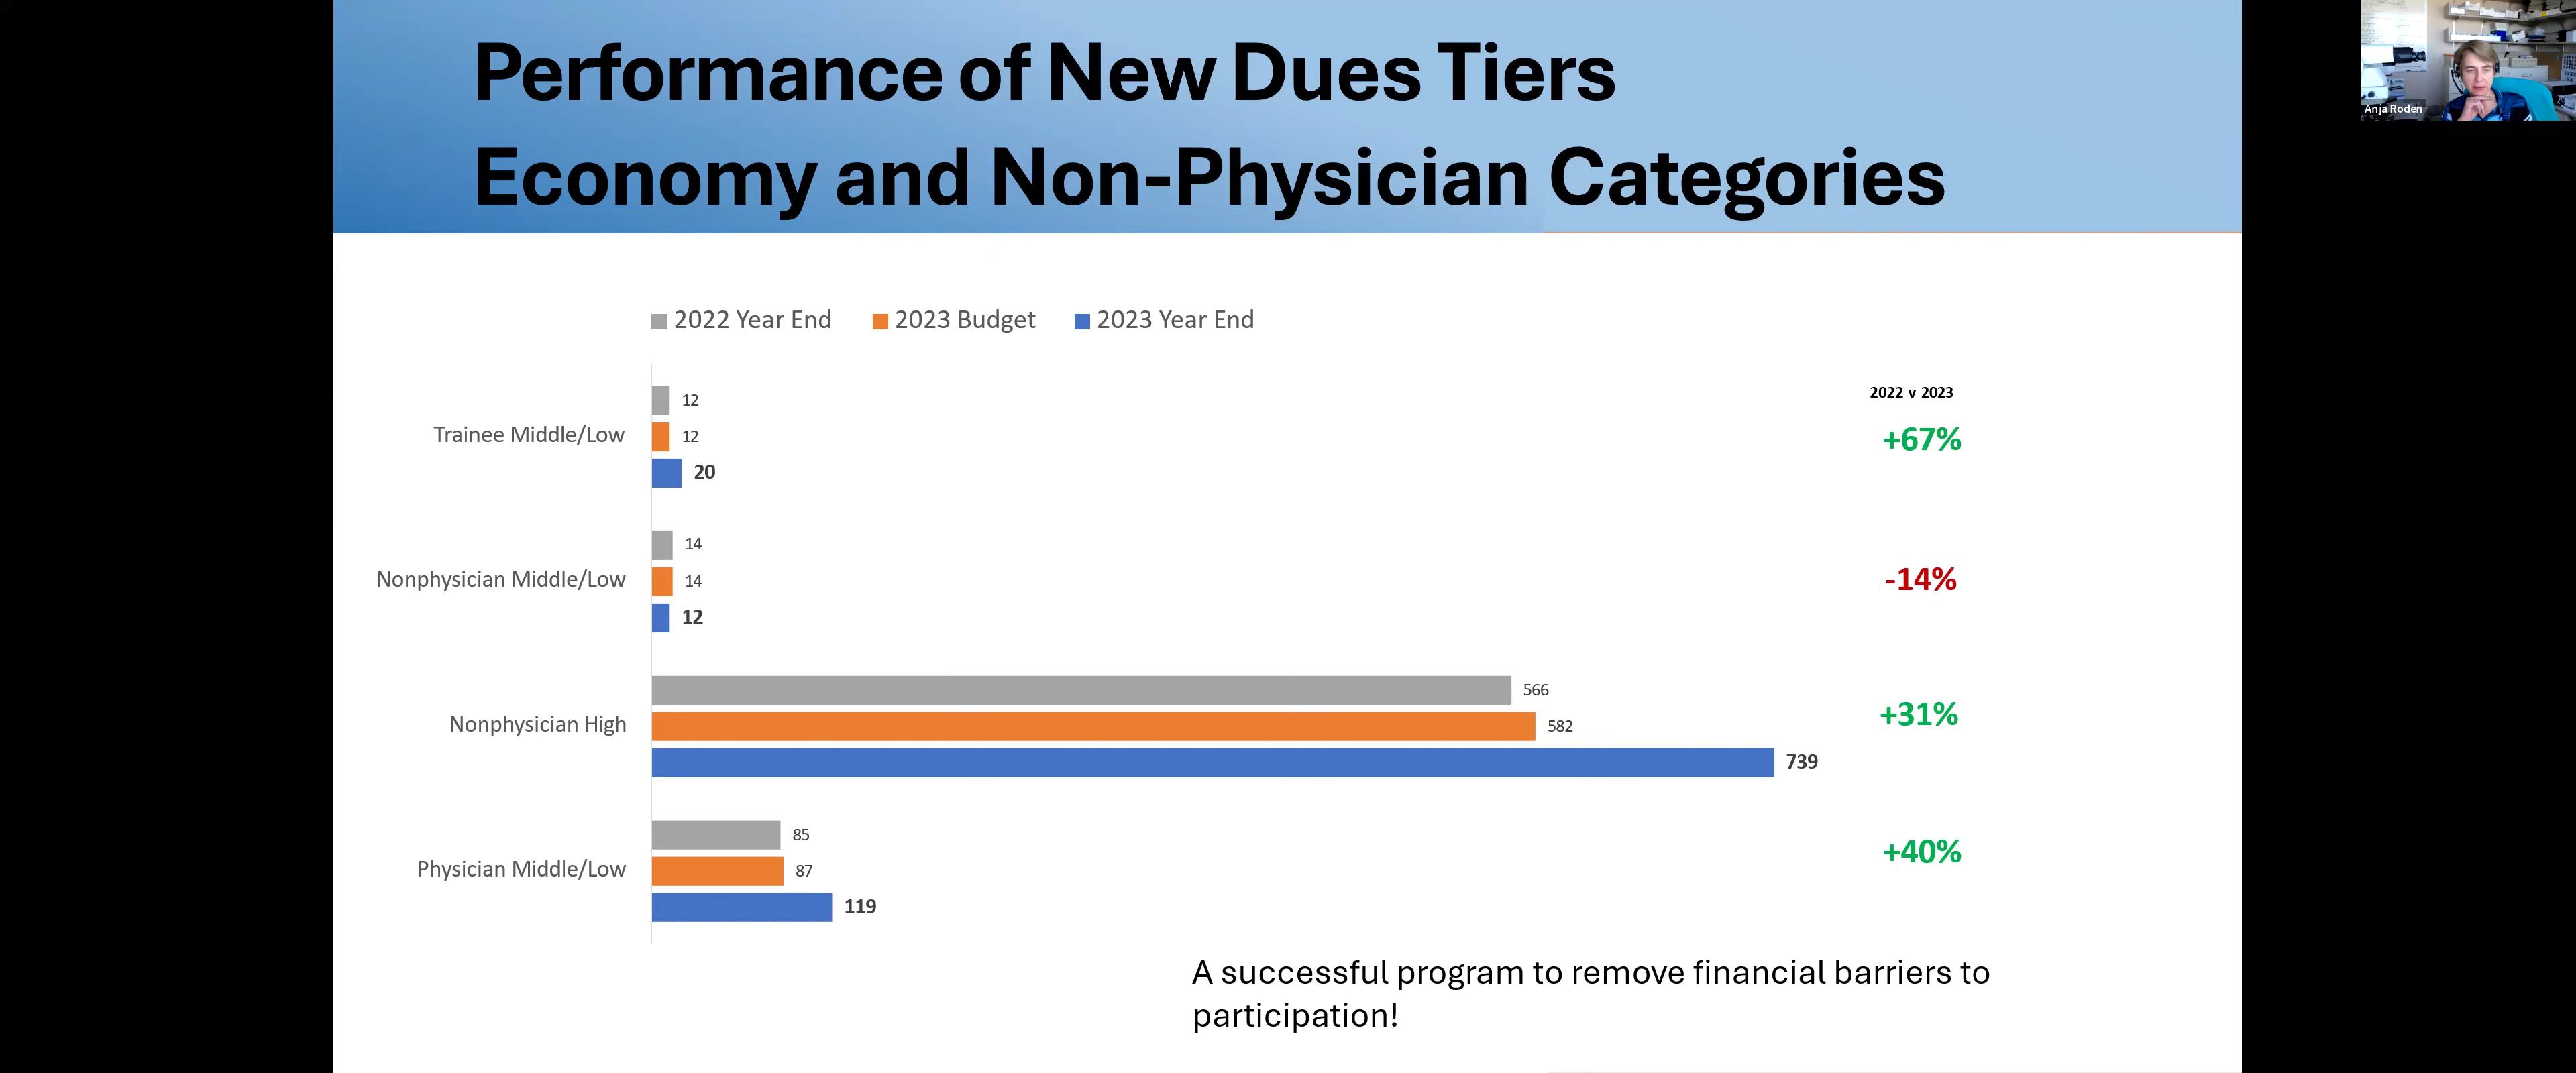 Performance of New Dues Tiers
Economy and Non-Physician Categories
Anja Roden
2022 Year End 2023 Budget 2023 Year End
2022 v 2023
Trainee Middle/Low
12
12
20
+67%
Nonphysician Middle/Low
14
14
12
-14%
Nonphysician High
566
582
739
+31%
Physician Middle/Low
85
87
119
+40%
A successful program to remove financial barriers to
participation!